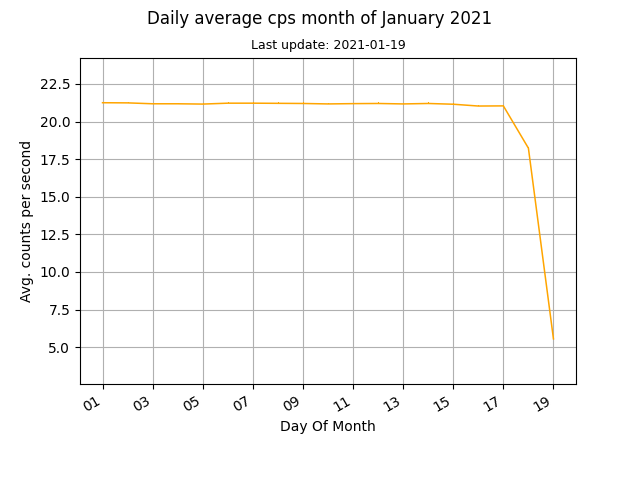 Daily average cps month of January 2021
Last update: 2021-01-19
Avg. counts per second
22.5
20.0
17.5
15.0
12.5
10.0
7.5
5.0
01 03 05 07 09 11 13 15 17 19
Day Of Month